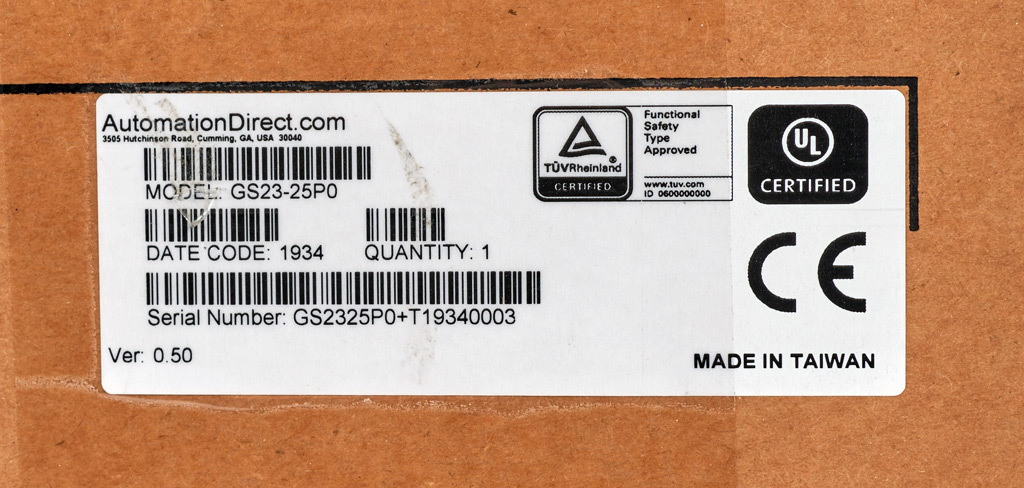 AutomationDirect.com
3505 Hutchinson Road, Cumming, GA, USA 30040
MODEL: GS23-25P0
DATE CODE: 1934 QUANTITY: 1
Serial Number: GS2325P0+T19340003
Ver: 0.50
TÜVRheinland®
CERTIFIED
Functional
Safety
Type
Approved
www.tuv.com
ID 0600000000
UL
CERTIFIED
CE
MADE IN TAIWAN